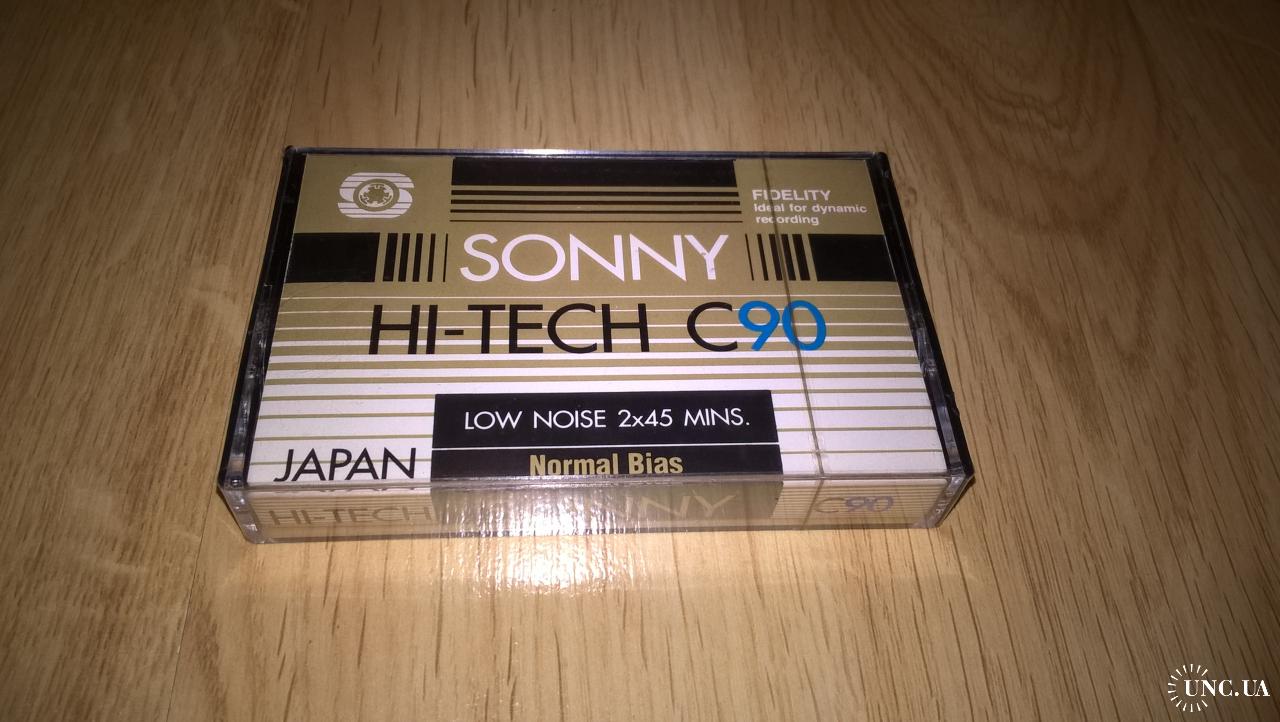 FIDELITY
Ideal for dynamic
recording
SONNY
HI-TECH C90
LOW NOISE 2x45 MINS.
JAPAN
Normal Bias
HI-TECH SONNY C90
UNC.UA